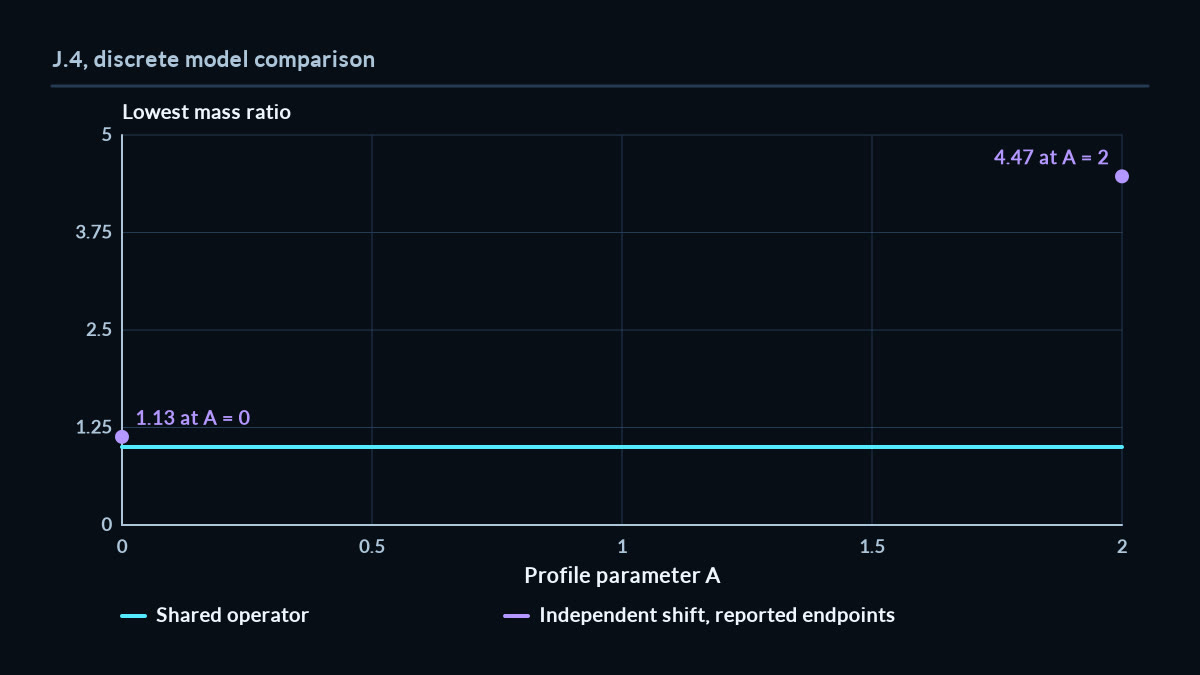 J.4, discrete model comparison
Lowest mass ratio
5
4.47 at A = 2
3.75
2.5
1.13 at A = 0
1.25
0
0 0.5 1 1.5 2
Profile parameter A
Shared operator Independent shift, reported endpoints